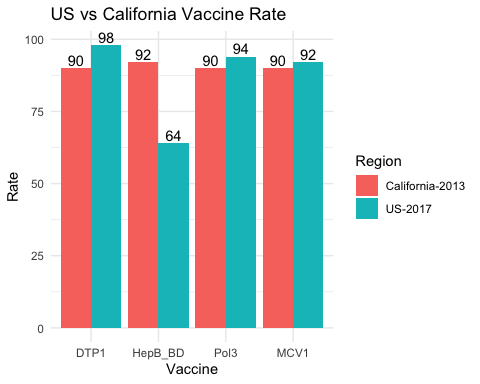 US vs California Vaccine Rate
100
75
50
25
0
Rate
90 98 92 64 90 94 90 92
DTP1 HepB_BD Pol3 MCV1
Vaccine
Region
California-2013
US-2017